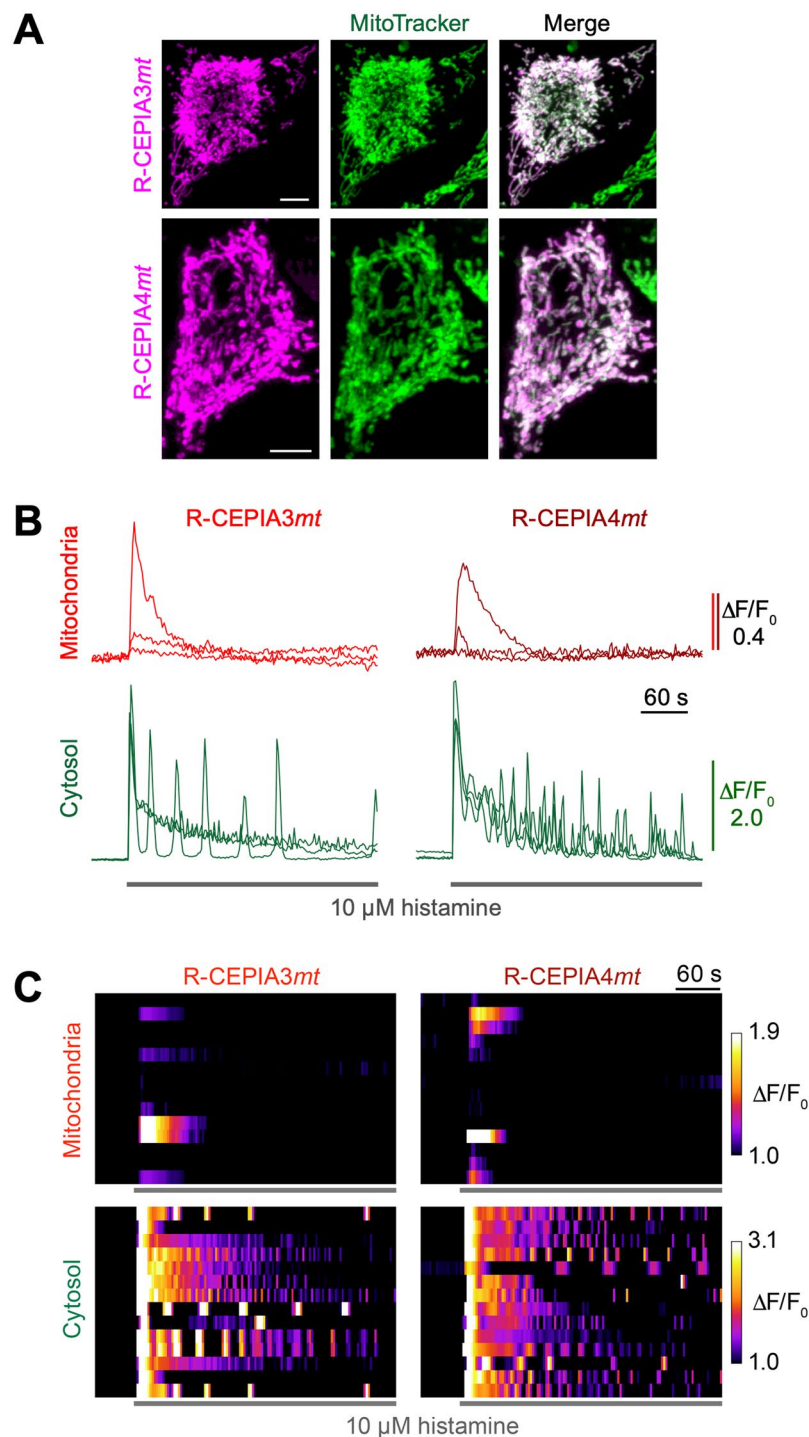 A
MitoTracker
Merge
R-CEPIA3mt
R-CEPIA4mt
B
R-CEPIA3mt
R-CEPIA4mt
Mitochondria
ΔF/F0
0.4
60 s
Cytosol
ΔF/F0
2.0
10 µM histamine
C
R-CEPIA3mt
R-CEPIA4mt
60 s
Mitochondria
1.9
ΔF/F0
1.0
Cytosol
3.1
ΔF/F0
1.0
10 µM histamine